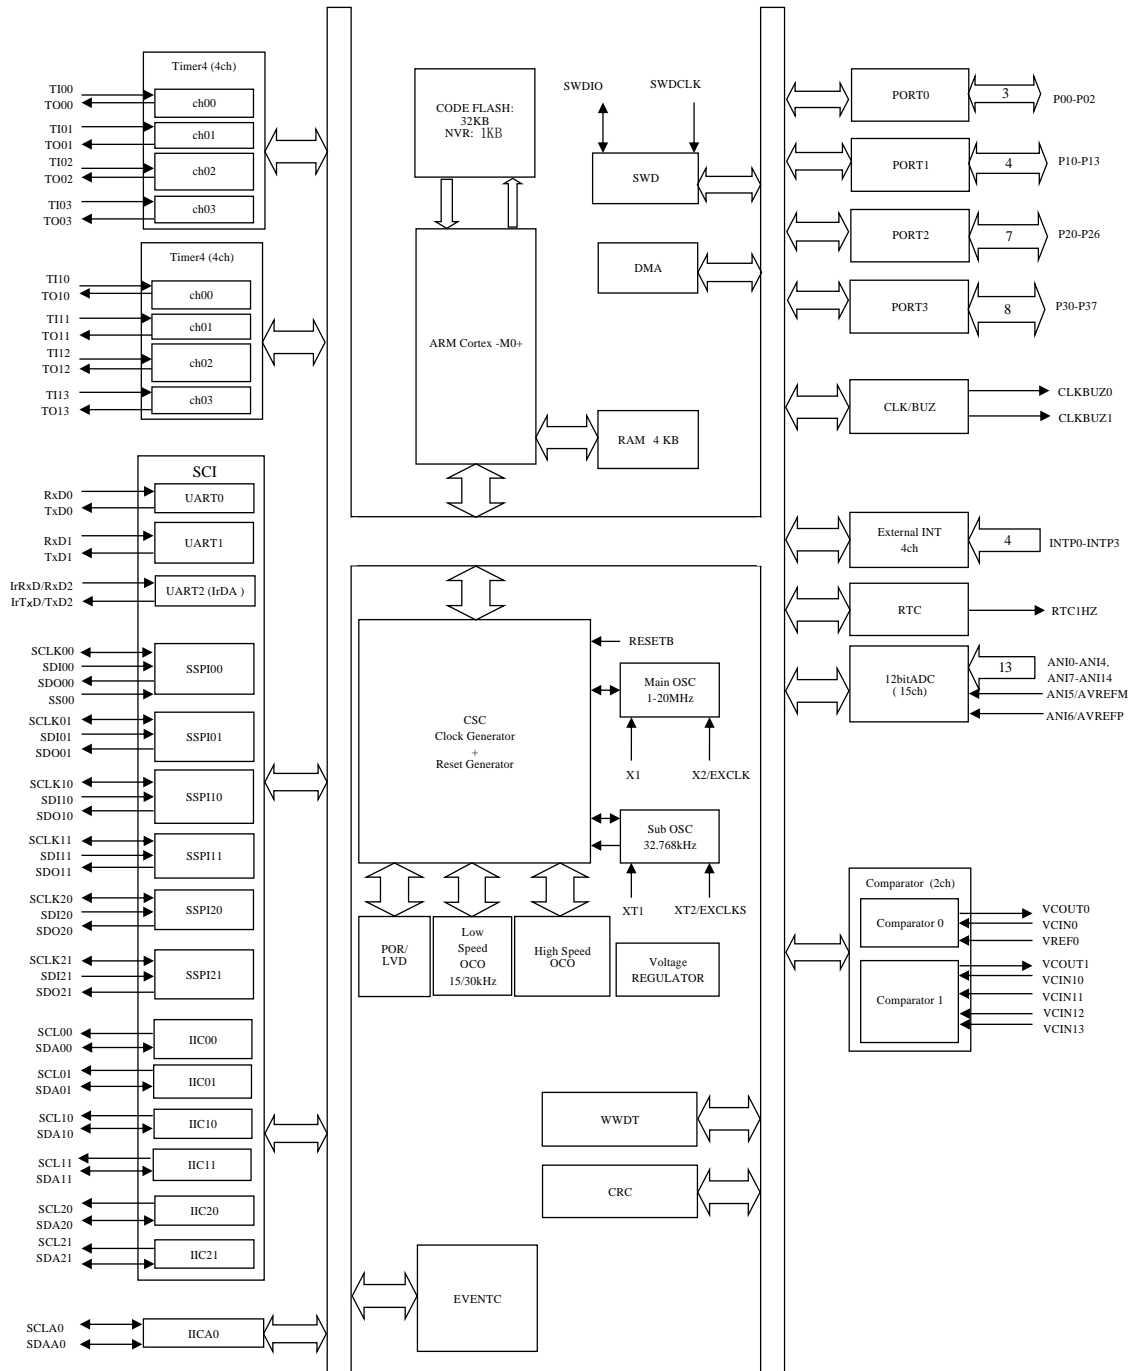 Timer4 (4ch)
TI00
TO00
ch00
TI01
TO01
ch01
TI02
TO02
ch02
TI03
TO03
ch03
Timer4 (4ch)
TI10
TO10
ch00
TI11
TO11
ch01
TI12
TO12
ch02
TI13
TO13
ch03
SCI
RxD0
TxD0
UART0
RxD1
TxD1
UART1
IrRxD/RxD2
IrTxD/TxD2
UART2 (IrDA )
SCLK00
SDI00
SDO00
SS00
SSPI00
SCLK01
SDI01
SDO01
SSPI01
SCLK10
SDI10
SDO10
SSPI10
SCLK11
SDI11
SDO11
SSPI11
SCLK20
SDI20
SDO20
SSPI20
SCLK21
SDI21
SDO21
SSPI21
SCL00
SDA00
IIC00
SCL01
SDA01
IIC01
SCL10
SDA10
IIC10
SCL11
SDA11
IIC11
SCL20
SDA20
IIC20
SCL21
SDA21
IIC21
SCLA0
SDAA0
IICA0
CODE FLASH:
32KB
NVR: 1KB
SWDIO
SWDCLK
SWD
DMA
ARM Cortex -M0+
RAM 4 KB
CSC
Clock Generator
+
Reset Generator
RESETB
Main OSC
1-20MHz
X1
X2/EXCLK
Sub OSC
32.768kHz
XT1
XT2/EXCLKS
POR/
LVD
Low
Speed
OCO
15/30kHz
High Speed
OCO
Voltage
REGULATOR
WWDT
CRC
EVENTC
PORT0
3
P00-P02
PORT1
4
P10-P13
PORT2
7
P20-P26
PORT3
8
P30-P37
CLK/BUZ
CLKBUZ0
CLKBUZ1
External INT
4ch
4
INTP0-INTP3
RTC
RTC1HZ
12bitADC
( 15ch)
13
ANI0-ANI4,
ANI7-ANI14
ANI5/AVREFM
ANI6/AVREFP
Comparator (2ch)
Comparator 0
VCOUT0
VCIN0
VREF0
Comparator 1
VCOUT1
VCIN10
VCIN11
VCIN12
VCIN13